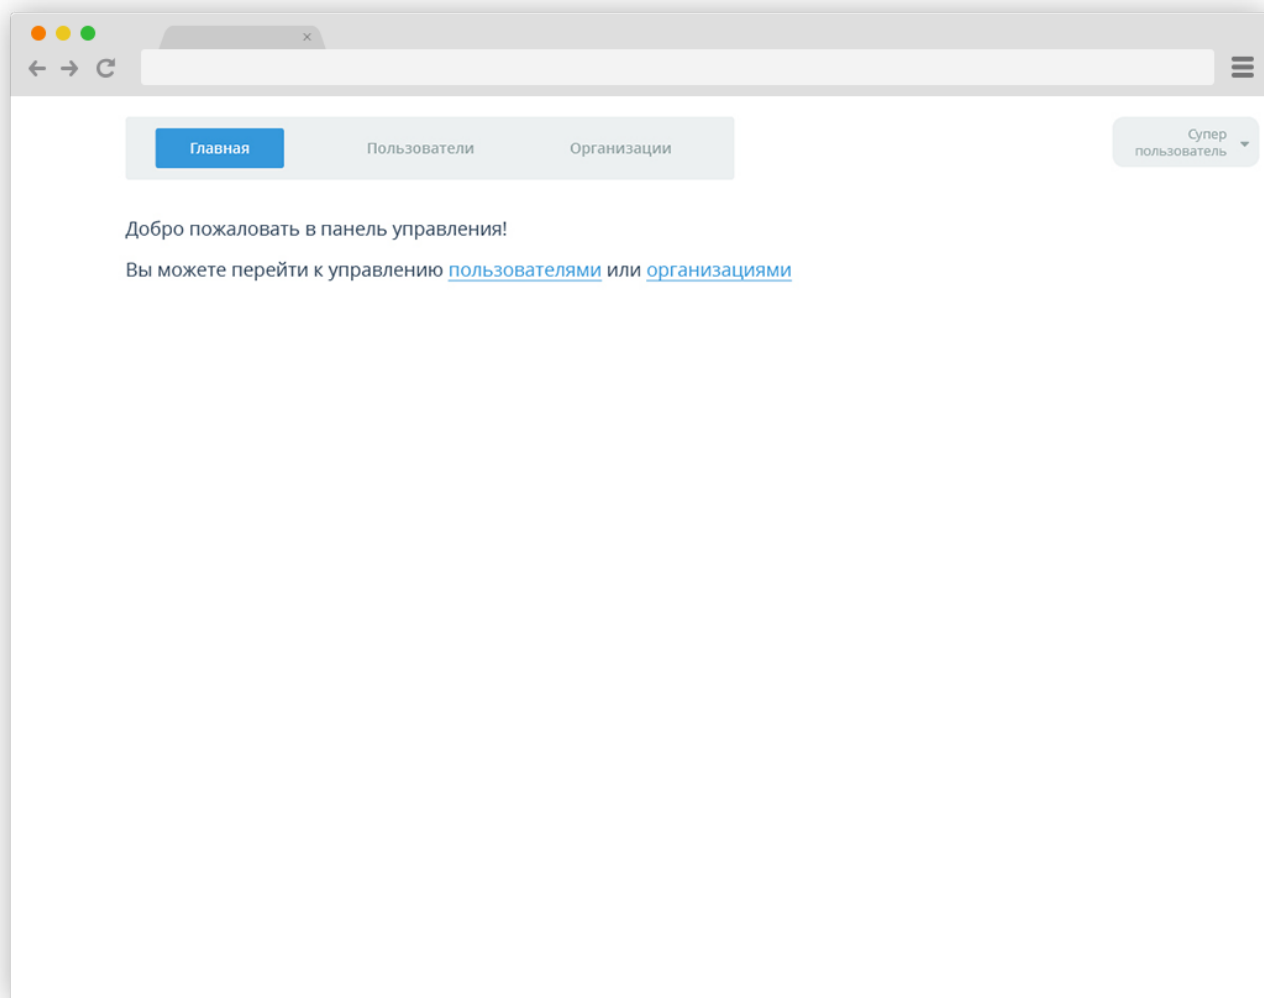 Главная
Пользователи
Организации
Супер
пользователь
Добро пожаловать в панель управления!
Вы можете перейти к управлению пользователями или организациями